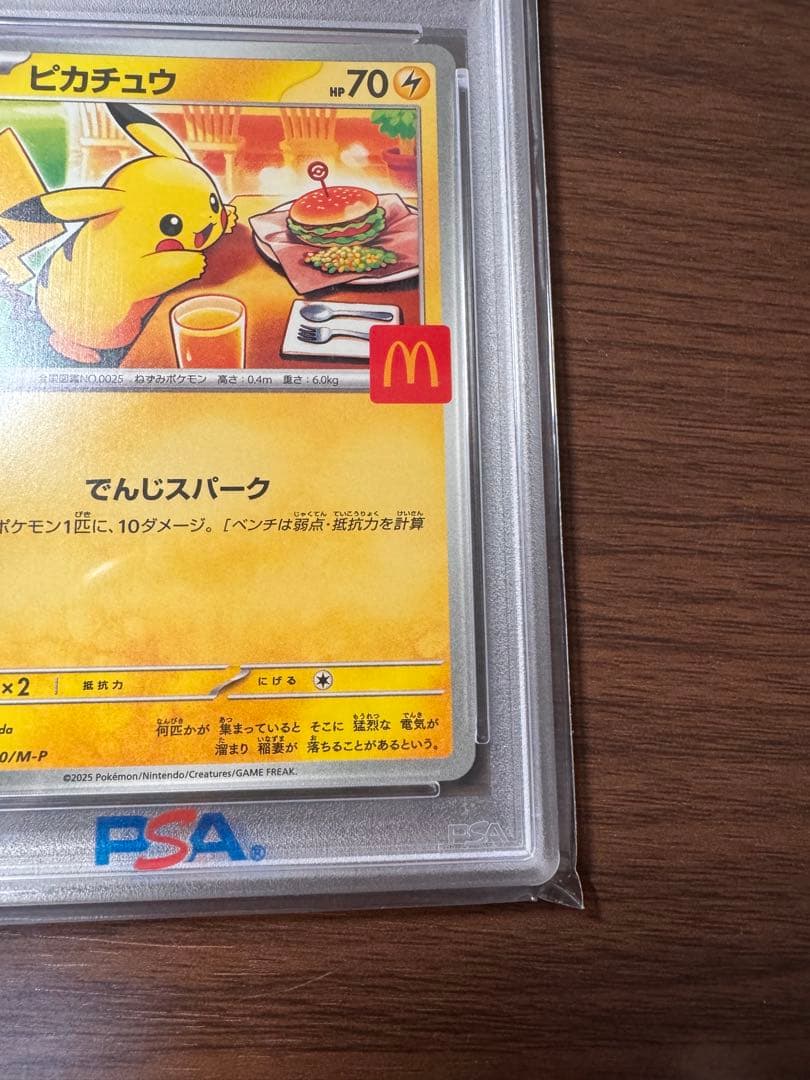 ピカチュウ HP 70
M
全国図鑑NO.0025 ねずみポケモン 高さ:0.4m 重さ:6.0kg
でんじスパーク
ポケモン1匹に、10ダメージ。[ベンチは弱点・抵抗力を計算
×2 抵抗力 にげる
何匹かが 集まっていると そこに 猛烈な 電気が
溜まり 稲妻が 落ちることがあるという。
da
0/M-P
©2025 Pokémon/Nintendo/Creatures/GAME FREAK.
PSA®
PSA